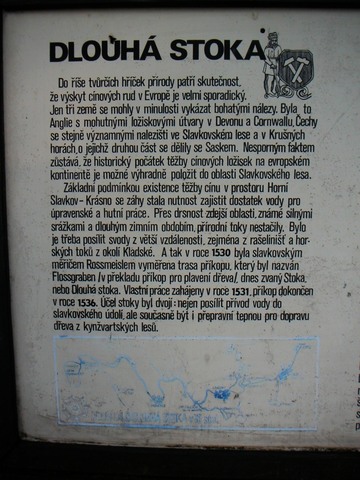 DLOUHÁ STOKA
Do říše tvůrčích hříček přírody patří skutečnost,
že výskyt cínových rud v Evropě je velmi sporadický.
Jen tři země se mohly v minulosti vykázat bohatými nálezy. Byla to
Anglie s mohutnými ložiskovými útvary v Devonu a Cornwallu, Čechy
se stejně významnými nalezišti ve Slavkovském lese a v Krušných
horách, o jejichž druhou část se dělily se Saskem. Nesporným faktem
zůstává, že historický počátek těžby cínových ložisek na evropském
kontinentě je možné výhradně položit do oblasti Slavkovského lesa.
Základní podmínkou existence těžby cínu v prostoru Horní
Slavkov - Krásno se záhy stala nutnost zajistit dostatek vody pro
úpravenské a hutní práce. Přes drsnost zdejší oblasti, známé silnými
srážkami a dlouhým zimním obdobím, přírodní toky nestačily. Bylo
je třeba posílit svody z větší vzdálenosti, zejména z rašelinišť a hor-
ských toků z okolí Kladské. A tak v roce 1530 byla slavkovským
měřičem Rossmeislem vyměřena trasa příkopu, který byl nazván
Flossgraben /v překladu příkop pro plavení dřeva/, dnes zvaný Stoka,
nebo Dlouhá stoka. Vlastní práce zahájeny v roce 1531, příkop dokončen
v roce 1536. Účel stoky byl dvojí: nejen posílit přívod vody do
slavkovského údolí, ale současně být i přepravní tepnou pro dopravu
dřeva z kynžvartských lesů.